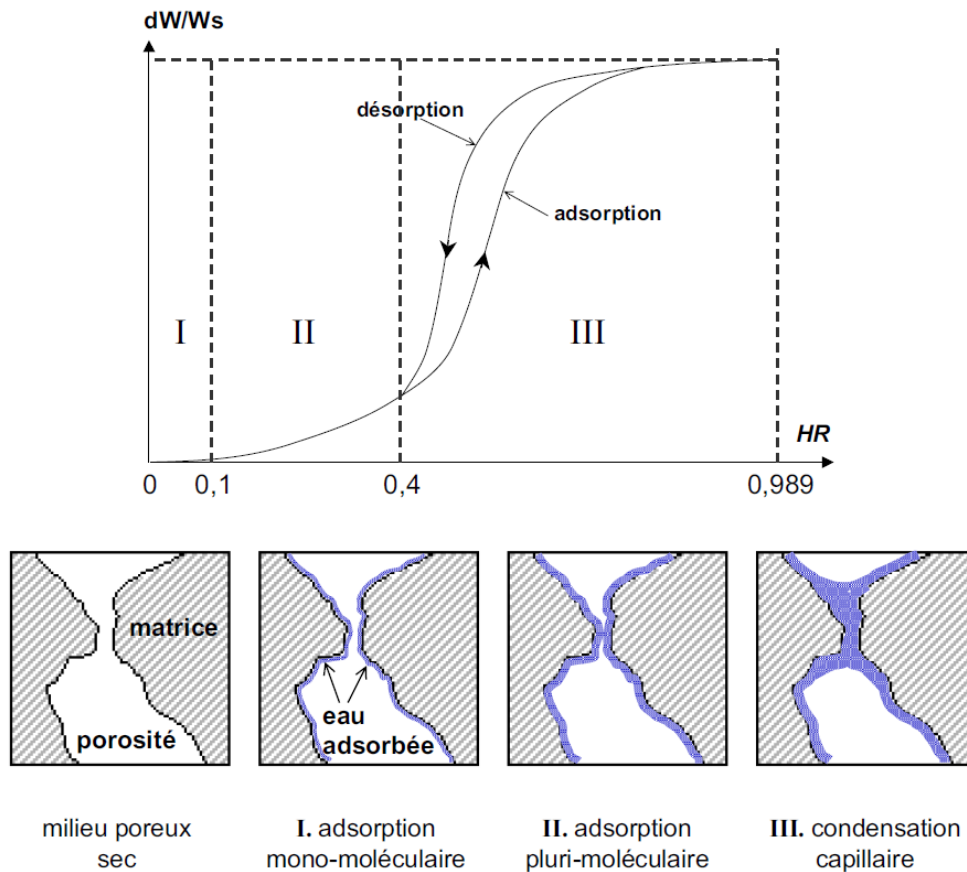 dW/Ws
désorption
adsorption
I
II
III
HR
0
0,1
0,4
0,989
matrice
porosité
eau
adsorbée
milieu poreux
sec
I. adsorption
mono-moléculaire
II. adsorption
pluri-moléculaire
III. condensation
capillaire